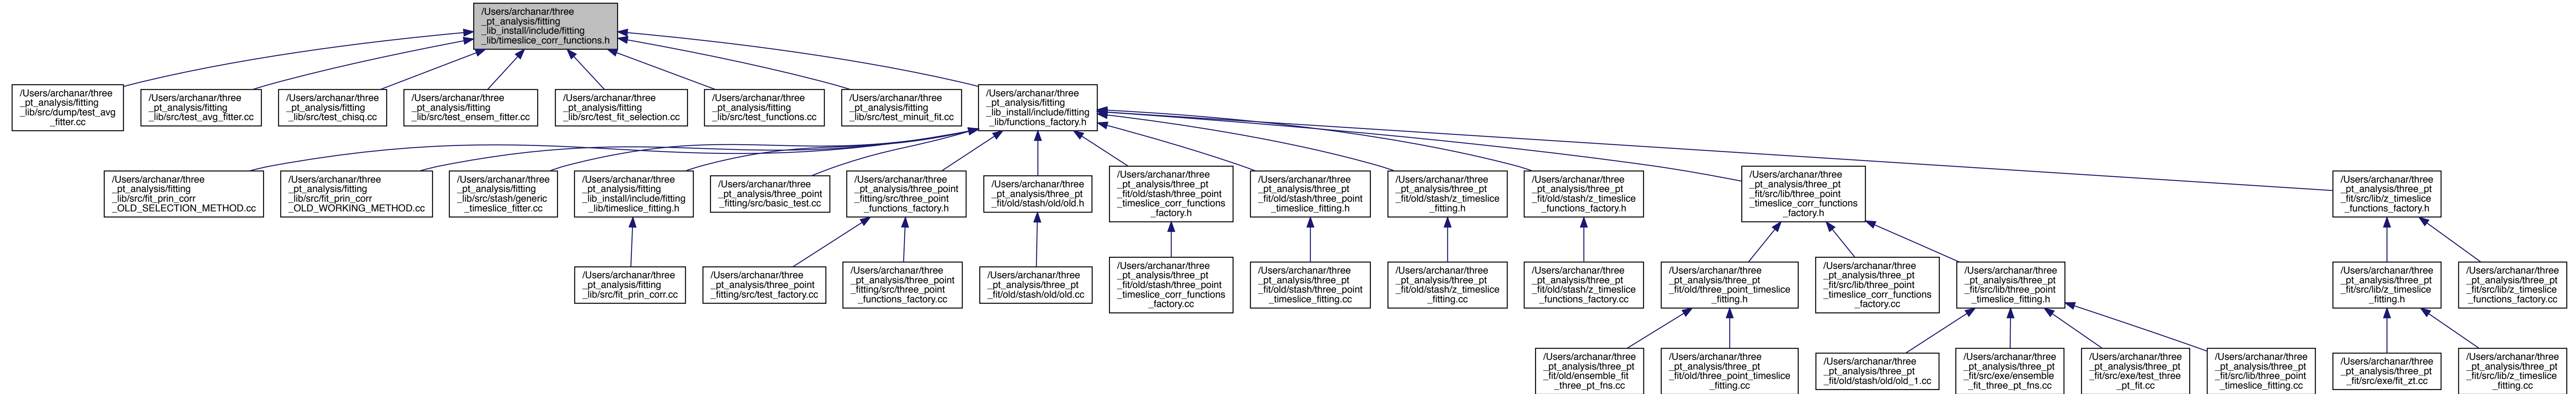 /Users/archanar/three
_pt_analysis/fitting
_lib_install/include/fitting
_lib/timeslice_corr_functions.h
/Users/archanar/three
_pt_analysis/fitting
_lib/src/dump/test_avg
_fitter.cc
/Users/archanar/three
_pt_analysis/fitting
_lib/src/test_avg_fitter.cc
/Users/archanar/three
_pt_analysis/fitting
_lib/src/test_chisq.cc
/Users/archanar/three
_pt_analysis/fitting
_lib/src/test_ensem_fitter.cc
/Users/archanar/three
_pt_analysis/fitting
_lib/src/test_fit_selection.cc
/Users/archanar/three
_pt_analysis/fitting
_lib/src/test_functions.cc
/Users/archanar/three
_pt_analysis/fitting
_lib/src/test_minuit_fit.cc
/Users/archanar/three
_pt_analysis/fitting
_lib_install/include/fitting
_lib/functions_factory.h
/Users/archanar/three
_pt_analysis/fitting
_lib/src/fit_prin_corr
_OLD_SELECTION_METHOD.cc
/Users/archanar/three
_pt_analysis/fitting
_lib/src/fit_prin_corr
_OLD_WORKING_METHOD.cc
/Users/archanar/three
_pt_analysis/fitting
_lib/src/stash/generic
_timeslice_fitter.cc
/Users/archanar/three
_pt_analysis/fitting
_lib_install/include/fitting
_lib/timeslice_fitting.h
/Users/archanar/three
_pt_analysis/three_point
_fitting/src/basic_test.cc
/Users/archanar/three
_pt_analysis/three_point
_fitting/src/three_point
_functions_factory.h
/Users/archanar/three
_pt_analysis/three_pt
_fit/old/stash/old/old.h
/Users/archanar/three
_pt_analysis/three_pt
_fit/old/stash/three_point
_timeslice_corr_functions
_factory.h
/Users/archanar/three
_pt_analysis/three_pt
_fit/old/stash/three_point
_timeslice_fitting.h
/Users/archanar/three
_pt_analysis/three_pt
_fit/old/stash/z_timeslice
_fitting.h
/Users/archanar/three
_pt_analysis/three_pt
_fit/old/stash/z_timeslice
_functions_factory.h
/Users/archanar/three
_pt_analysis/three_pt
_fit/src/lib/three_point
_timeslice_corr_functions
_factory.h
/Users/archanar/three
_pt_analysis/three_pt
_fit/src/lib/z_timeslice
_functions_factory.h
/Users/archanar/three
_pt_analysis/fitting
_lib/src/fit_prin_corr.cc
/Users/archanar/three
_pt_analysis/three_point
_fitting/src/test_factory.cc
/Users/archanar/three
_pt_analysis/three_point
_fitting/src/three_point
_functions_factory.cc
/Users/archanar/three
_pt_analysis/three_pt
_fit/old/stash/old/old.cc
/Users/archanar/three
_pt_analysis/three_pt
_fit/old/stash/three_point
_timeslice_corr_functions
_factory.cc
/Users/archanar/three
_pt_analysis/three_pt
_fit/old/stash/three_point
_timeslice_fitting.cc
/Users/archanar/three
_pt_analysis/three_pt
_fit/old/stash/z_timeslice
_fitting.cc
/Users/archanar/three
_pt_analysis/three_pt
_fit/old/stash/z_timeslice
_functions_factory.cc
/Users/archanar/three
_pt_analysis/three_pt
_fit/old/three_point_timeslice
_fitting.h
/Users/archanar/three
_pt_analysis/three_pt
_fit/src/lib/three_point
_timeslice_corr_functions
_factory.cc
/Users/archanar/three
_pt_analysis/three_pt
_fit/src/lib/three_point
_timeslice_fitting.h
/Users/archanar/three
_pt_analysis/three_pt
_fit/src/lib/z_timeslice
_fitting.h
/Users/archanar/three
_pt_analysis/three_pt
_fit/src/lib/z_timeslice
_functions_factory.cc
/Users/archanar/three
_pt_analysis/three_pt
_fit/old/ensemble_fit
_three_pt_fns.cc
/Users/archanar/three
_pt_analysis/three_pt
_fit/old/three_point_timeslice
_fitting.cc
/Users/archanar/three
_pt_analysis/three_pt
_fit/old/stash/old/old_1.cc
/Users/archanar/three
_pt_analysis/three_pt
_fit/src/exe/ensemble
_fit_three_pt_fns.cc
/Users/archanar/three
_pt_analysis/three_pt
_fit/src/exe/test_three
_pt_fit.cc
/Users/archanar/three
_pt_analysis/three_pt
_fit/src/lib/three_point
_timeslice_fitting.cc
/Users/archanar/three
_pt_analysis/three_pt
_fit/src/exe/fit_zt.cc
/Users/archanar/three
_pt_analysis/three_pt
_fit/src/lib/z_timeslice
_fitting.cc